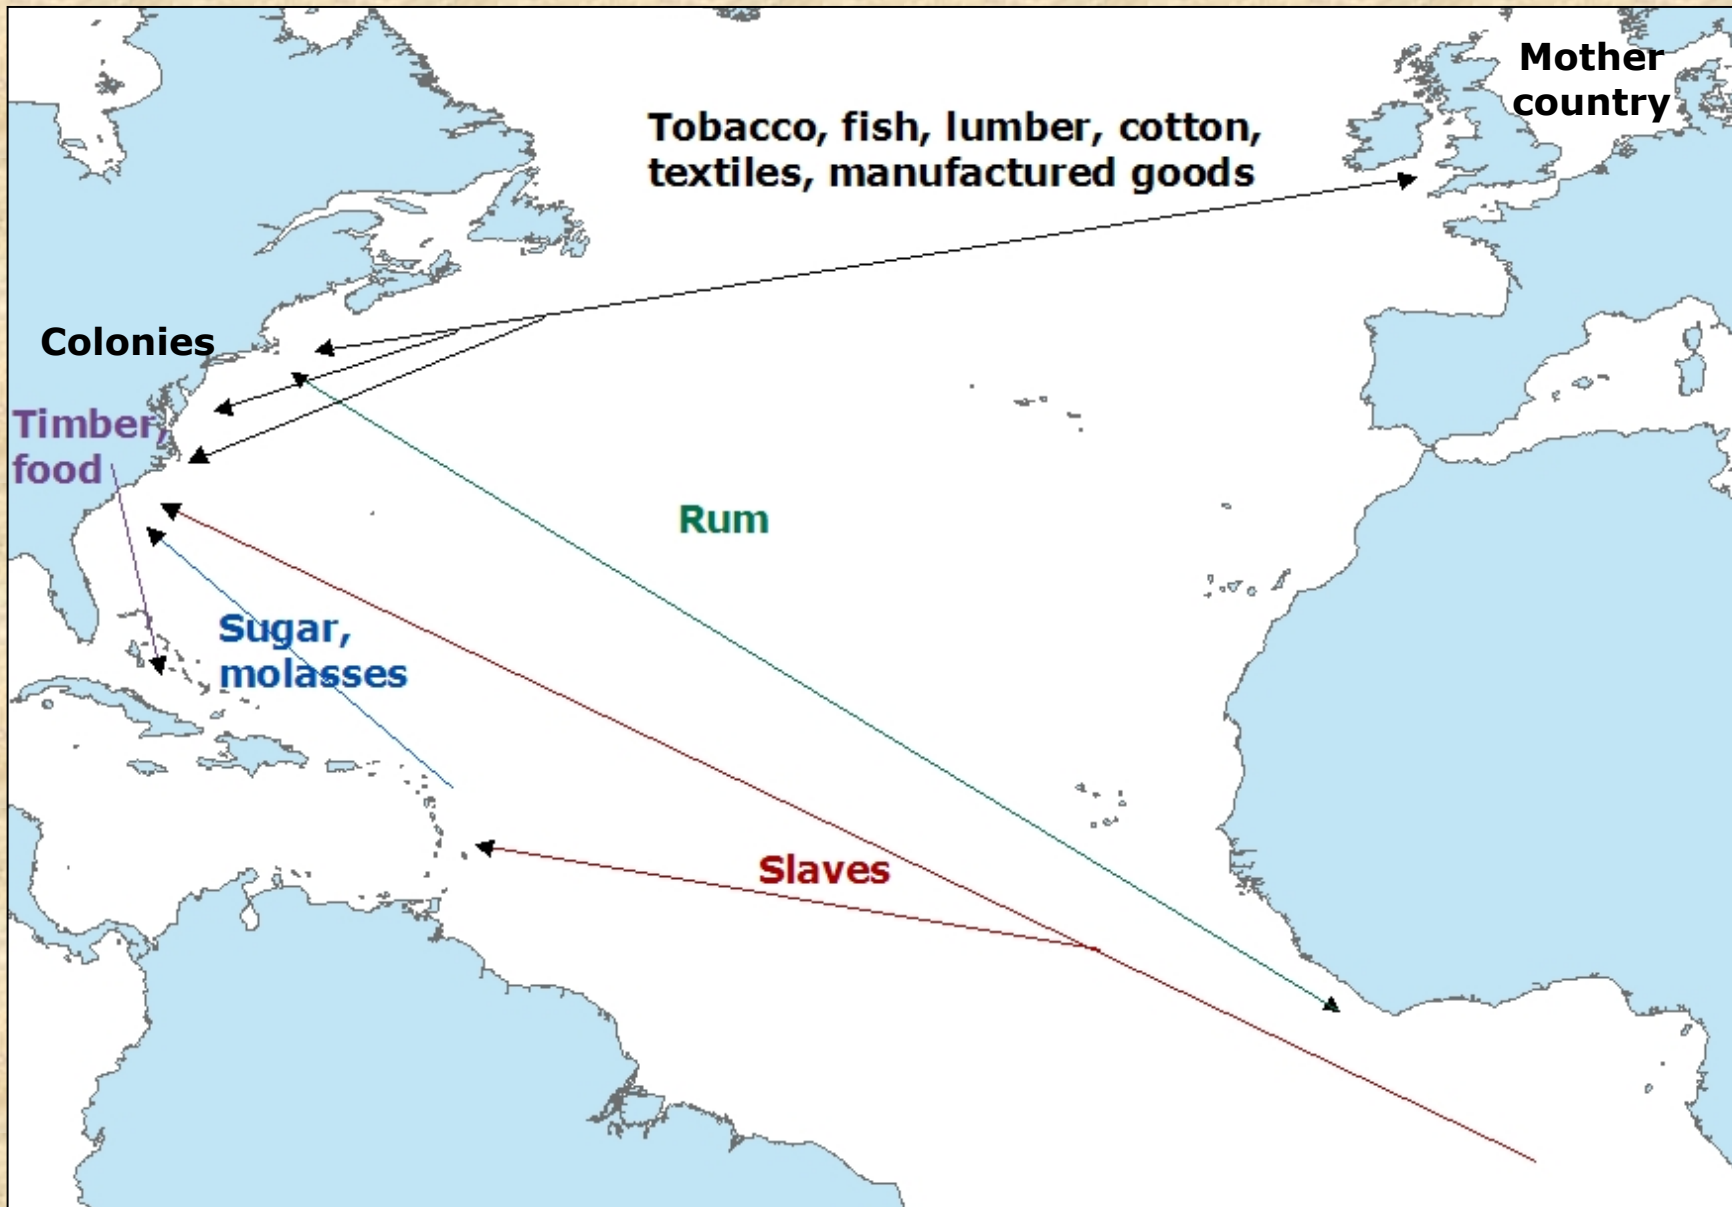 Mother
country
Tobacco, fish, lumber, cotton,
textiles, manufactured goods
Colonies
Timber,
food
Rum
Sugar,
molasses
Slaves